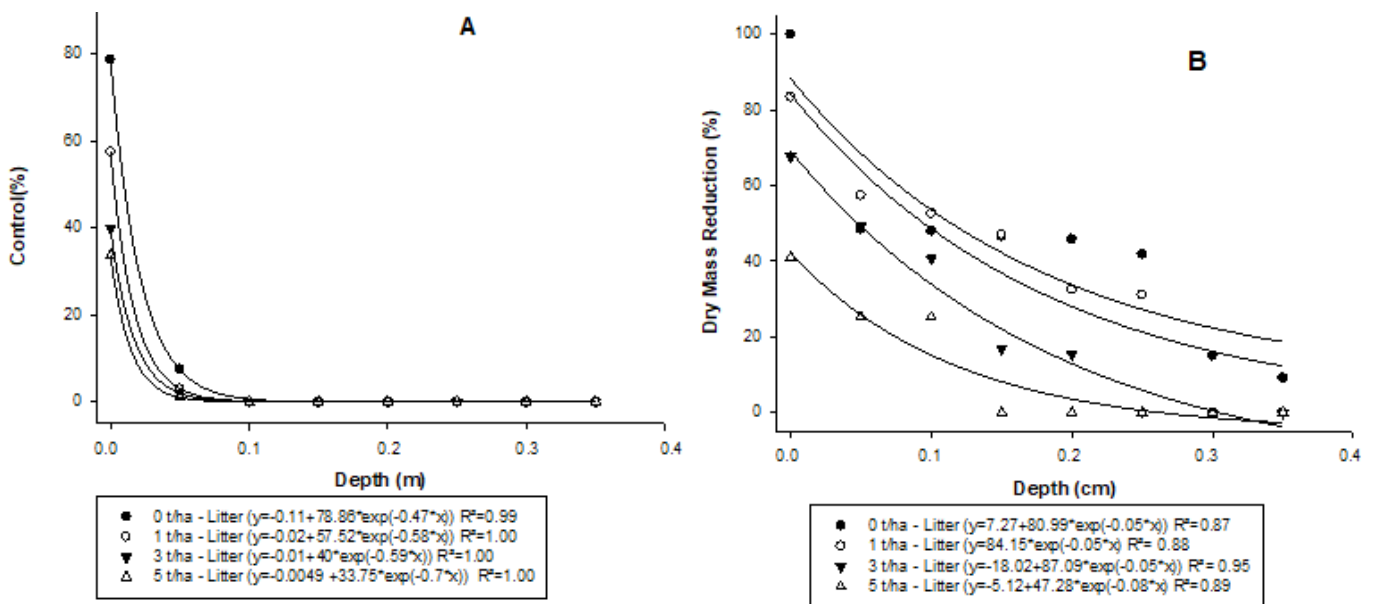 A
Control(%)
80
60
40
20
0
0.0 0.1 0.2 0.3 0.4
Depth (m)
0 t/ha - Litter (y=-0.11+78.86*exp(-0.47*x)) R²=0.99
1 t/ha - Litter (y=-0.02+57.52*exp(-0.58*x)) R²=1.00
3 t/ha - Litter (y=-0.01+40*exp(-0.59*x)) R²=1.00
5 t/ha - Litter (y=-0.0049 +33.75*exp(-0.7*x)) R²=1.00
B
Dry Mass Reduction (%)
100
80
60
40
20
0
0.0 0.1 0.2 0.3 0.4
Depth (cm)
0 t/ha - Litter (y=7.27+80.99*exp(-0.05*x)) R²=0.87
1 t/ha - Litter (y=84.15*exp(-0.05*x) R²= 0.88
3 t/ha - Litter (y=-18.02+87.09*exp(-0.05*x)) R²= 0.95
5 t/ha - Litter (y=-5.12+47.28*exp(-0.08*x) R²=0.89